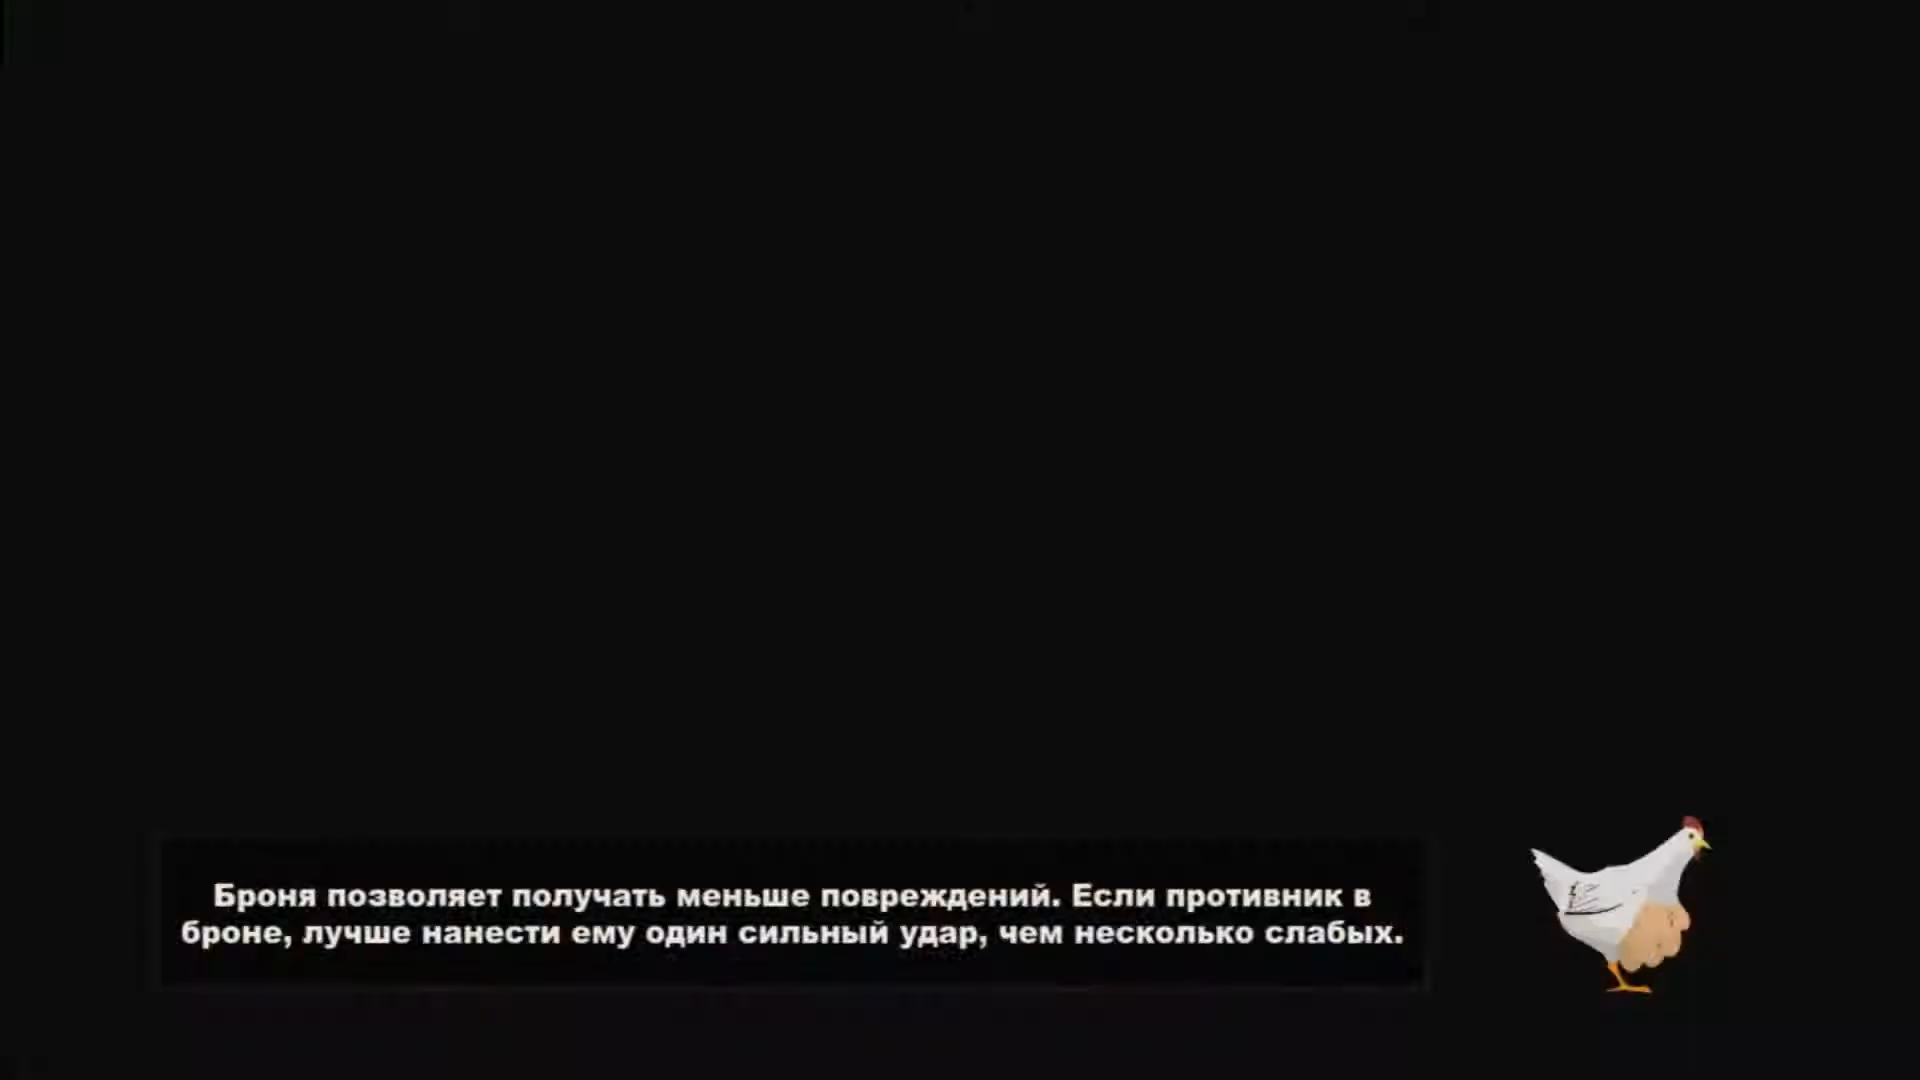 Броня позволяет получать меньше повреждений. Если противник в
броне, лучше нанести ему один сильный удар, чем несколько слабых.